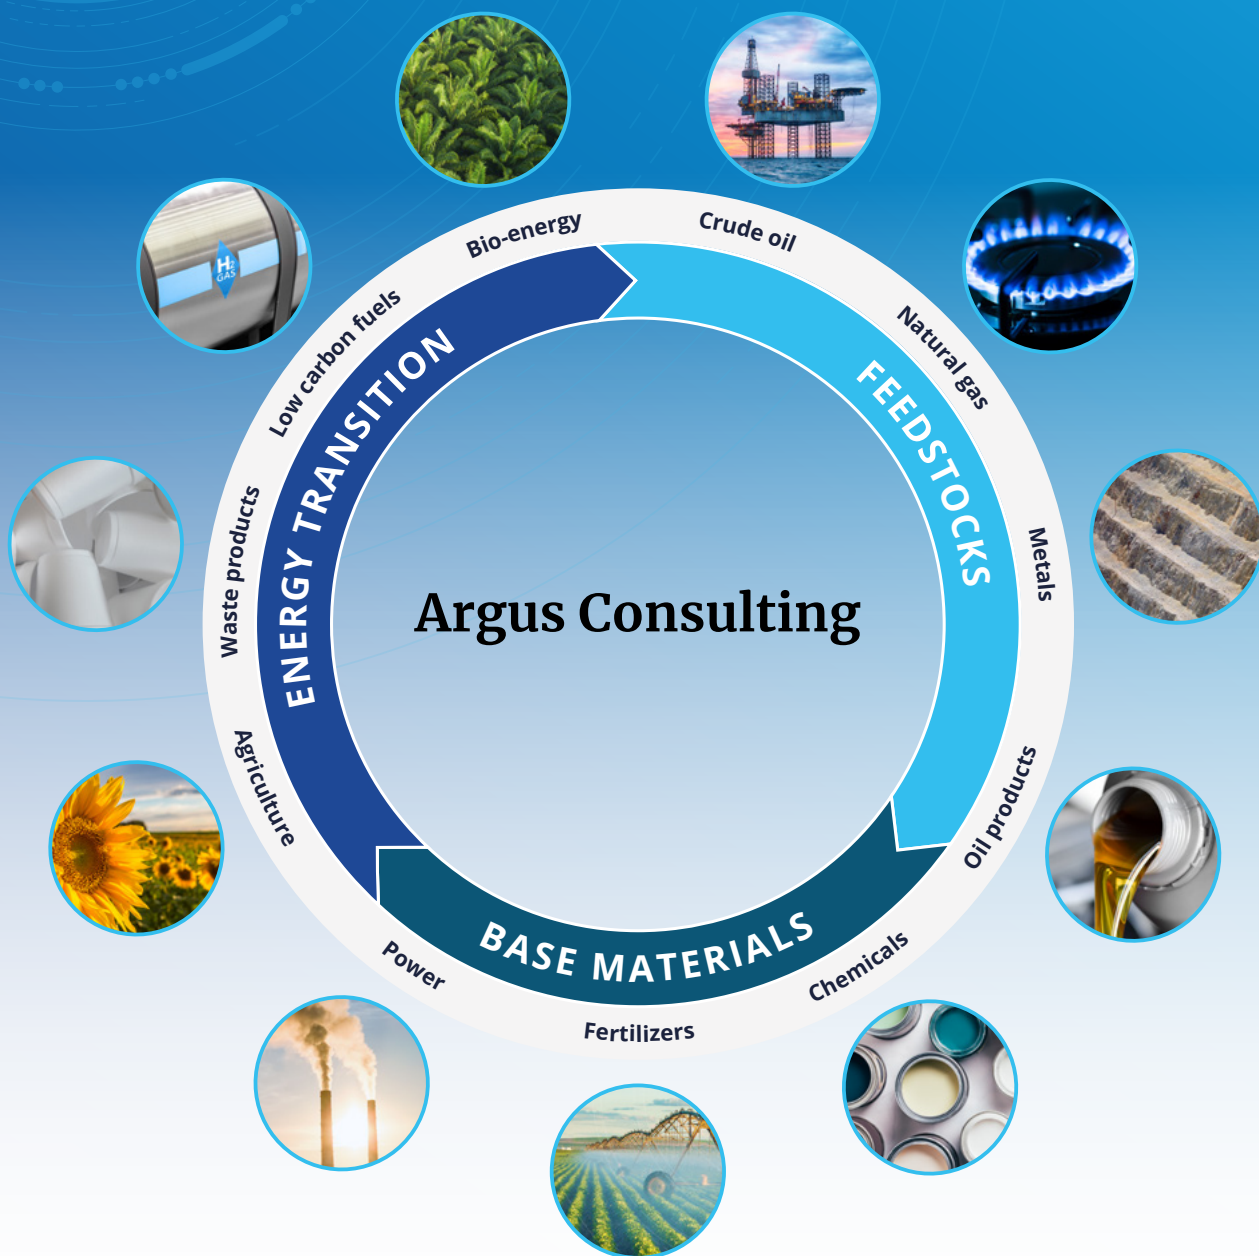 Bio-energy
Crude oil
Natural gas
Metals
Oil products
Chemicals
Fertilizers
Power
Agriculture
Waste products
Low carbon fuels
H2
GAS
ENERGY TRANSITION
FEEDSTOCKS
BASE MATERIALS
Argus Consulting